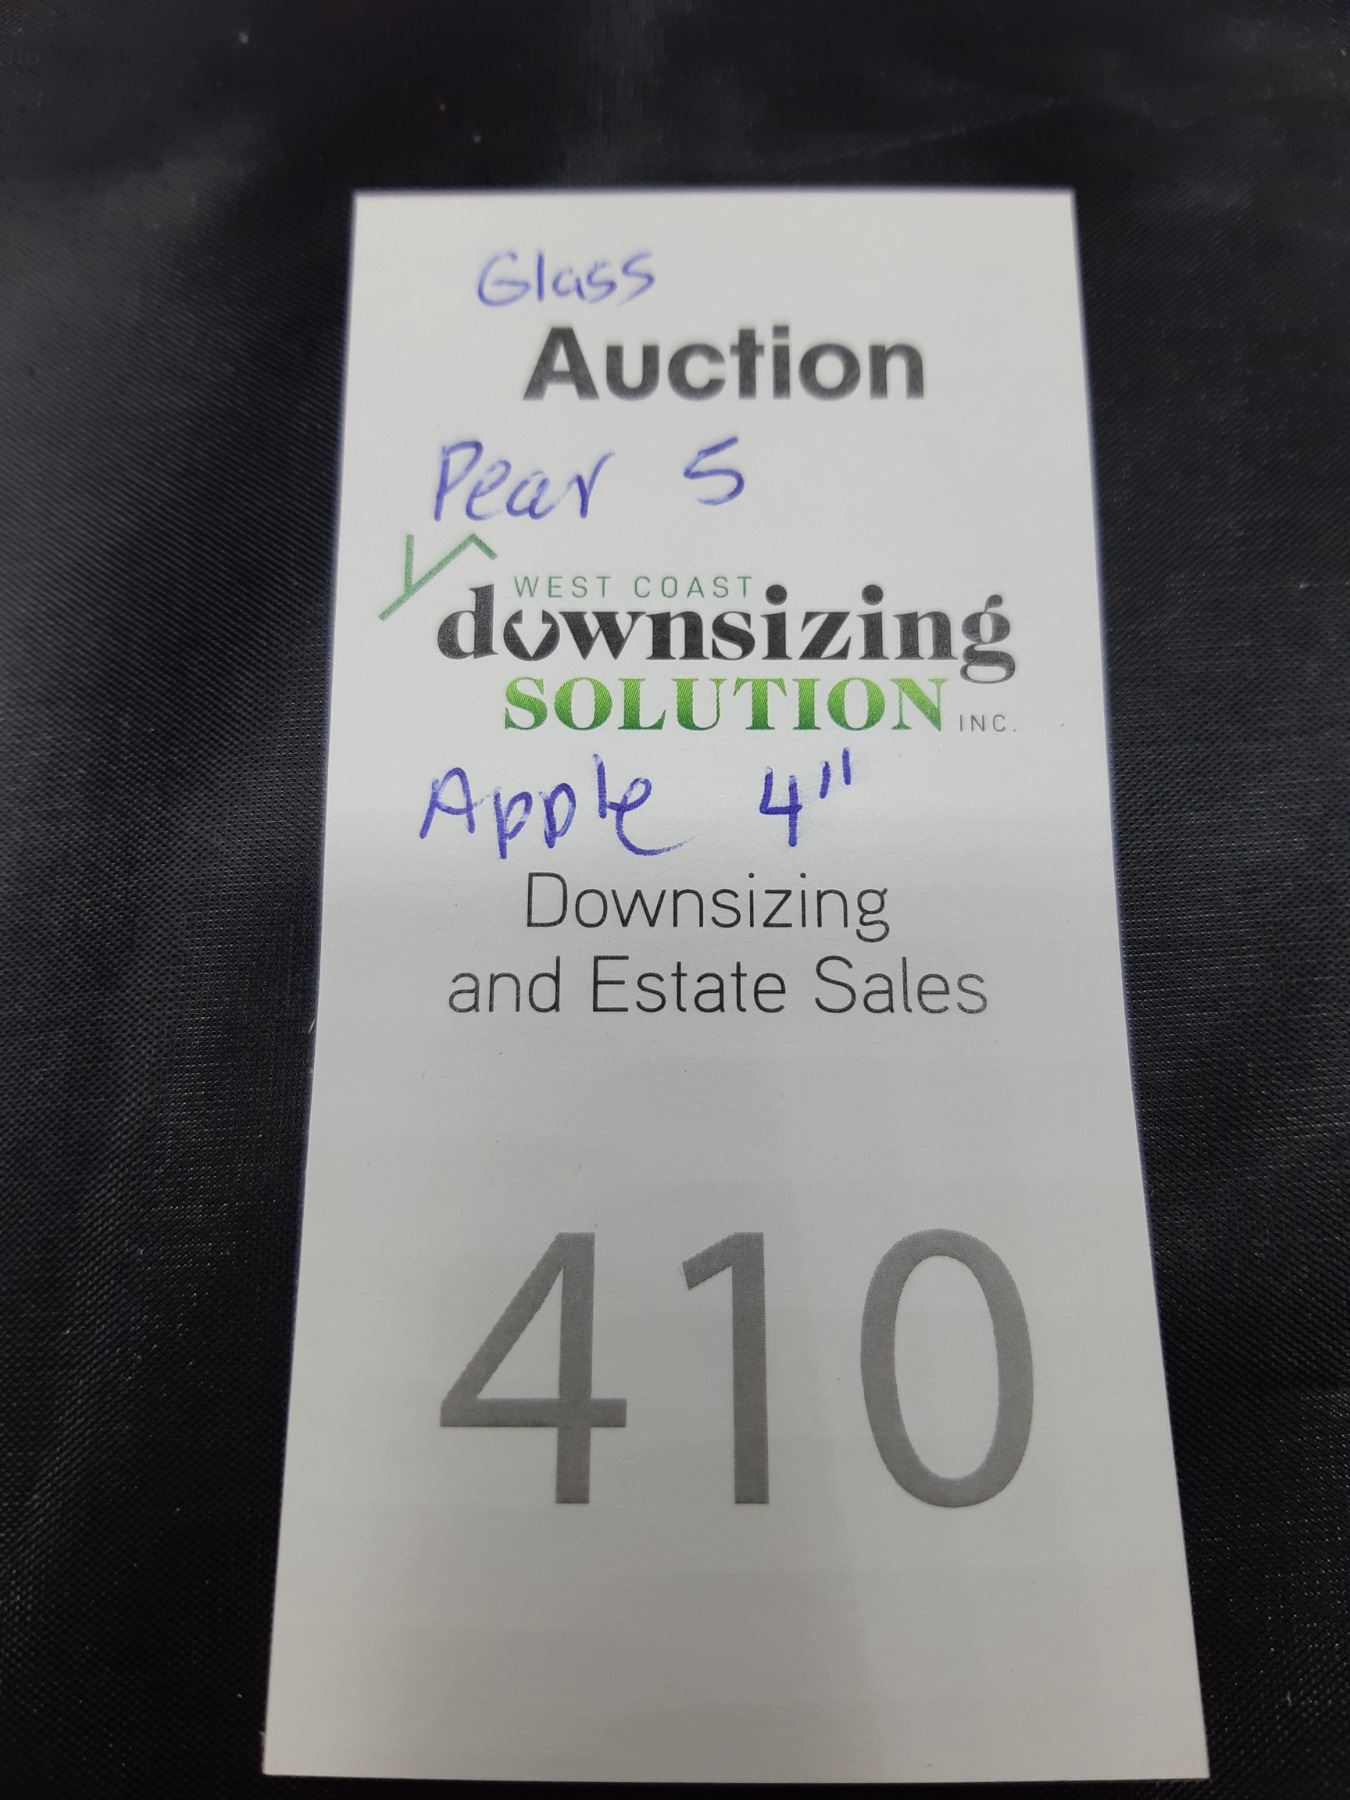 Glass
Auction
Pear 5
WEST COAST
downsizing
SOLUTION INC.
Apple 4"
Downsizing
and Estate Sales
410